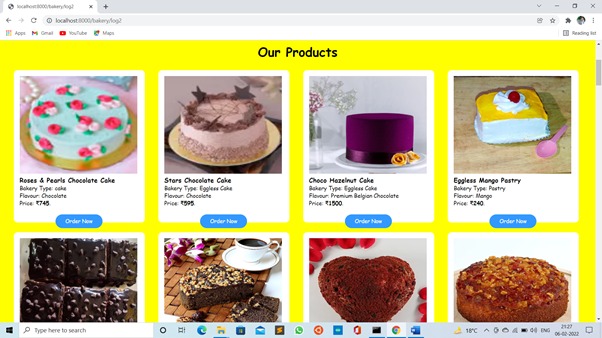 localhost:8000/bakery/log2
localhost:8000/bakery/log2
Apps Gmail YouTube Maps Reading list
Our Products
Roses & Pearls Chocolate Cake
Bakery Type: cake
Flavour: Chocolate
Price: ₹745.
Order Now
Stars Chocolate Cake
Bakery Type: Eggless Cake
Flavour: Chocolate
Price: ₹595.
Order Now
Choco Hazelnut Cake
Bakery Type: Eggless Cake
Flavour: Premium Belgian Chocolate
Price: ₹1500.
Order Now
Eggless Mango Pastry
Bakery Type: Pastry
Flavour: Mango
Price: ₹240.
Order Now
Type here to search
18°C
ENG
21:27
06-02-2022